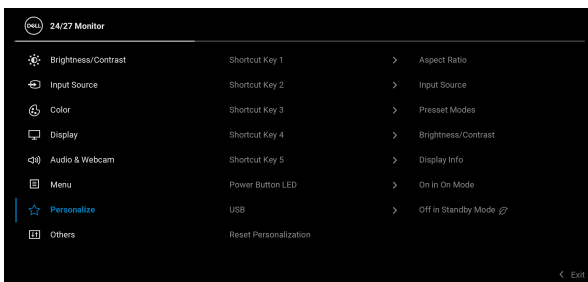 DELL 24/27 Monitor
Brightness/Contrast Shortcut Key 1 > Aspect Ratio
Input Source Shortcut Key 2 > Input Source
Color Shortcut Key 3 > Presset Modes
Display Shortcut Key 4 > Brightness/Contrast
Audio & Webcam Shortcut Key 5 > Display Info
Menu Power Button LED > On in On Mode
Personalize USB > Off in Standby Mode
Others Reset Personalization
< Exit